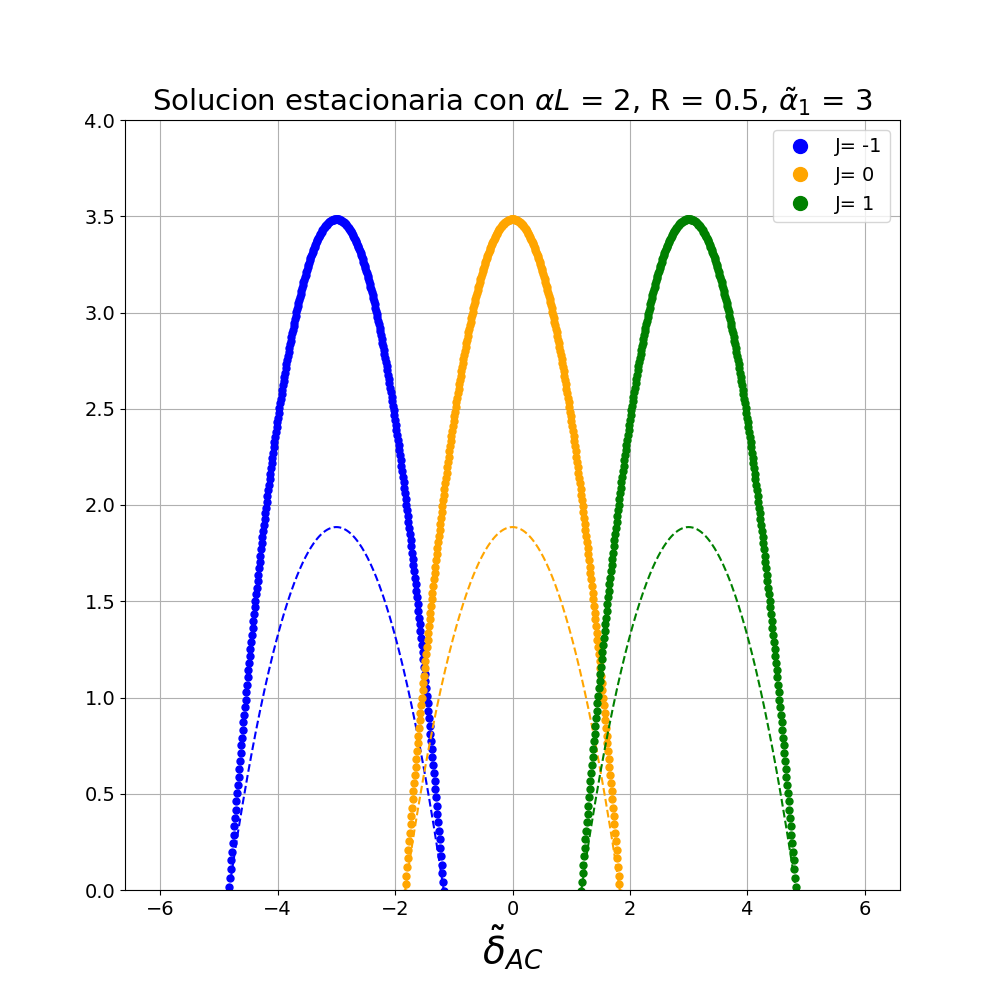 Solucion estacionaria con αL = 2, R = 0.5, α̃₁ = 3
4.0
3.5
3.0
2.5
2.0
1.5
1.0
0.5
0.0
J= -1
J= 0
J= 1
−6 −4 −2 0 2 4 6
δ̃_AC